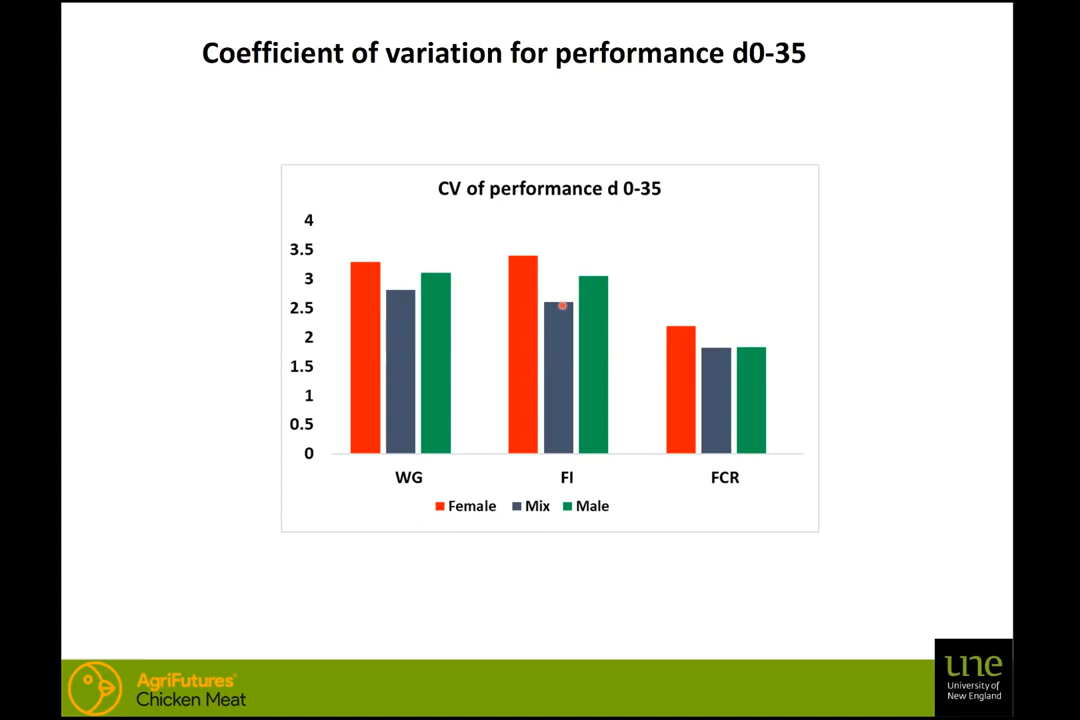 Coefficient of variation for performance d0-35
CV of performance d 0-35
4
3.5
3
2.5
2
1.5
1
0.5
0
WG FI FCR
Female Mix Male
AgriFutures®
Chicken Meat
une
University of
New England